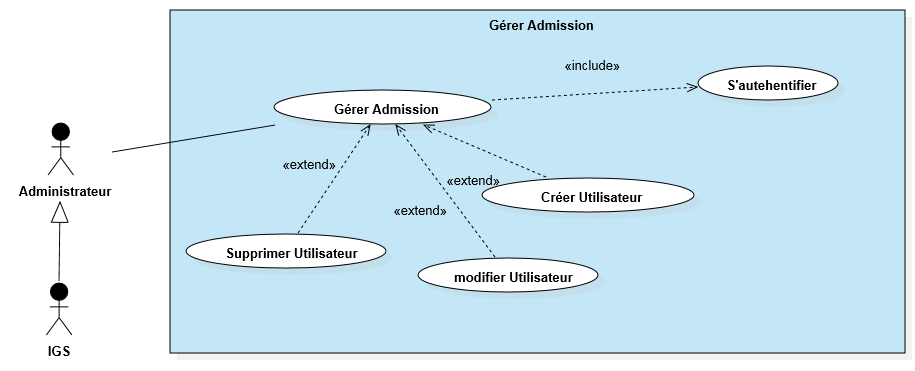 Gérer Admission
«include»
S'autehentifier
Gérer Admission
Administrateur
«extend»
«extend»
Créer Utilisateur
«extend»
Supprimer Utilisateur
modifier Utilisateur
IGS